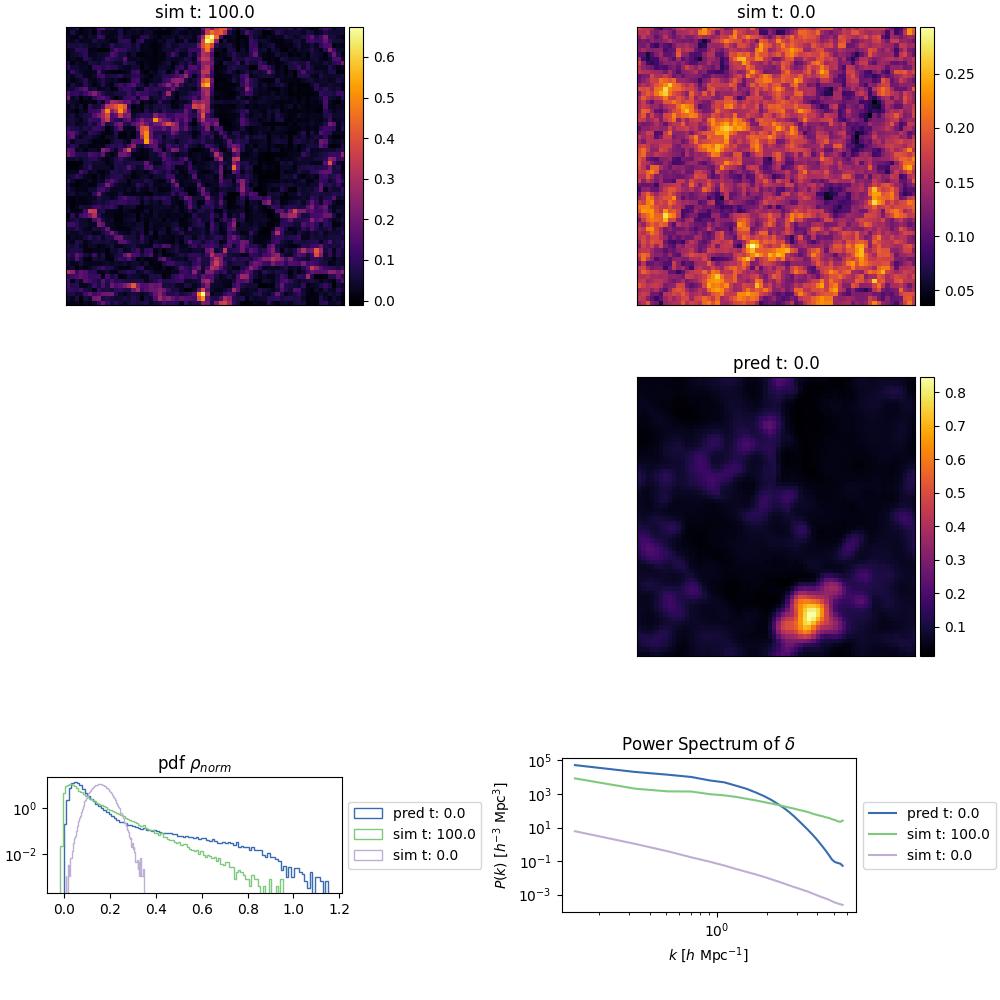 sim t: 100.0
0.6
0.5
0.4
0.3
0.2
0.1
0.0
sim t: 0.0
0.25
0.20
0.15
0.10
0.05
pred t: 0.0
0.8
0.7
0.6
0.5
0.4
0.3
0.2
0.1
pdf ρnorm
10⁰
10⁻²
0.0 0.2 0.4 0.6 0.8 1.0 1.2
pred t: 0.0
sim t: 100.0
sim t: 0.0
Power Spectrum of δ
P(k) [h⁻³ Mpc³]
10⁵
10³
10¹
10⁻¹
10⁻³
10⁰
k [h Mpc⁻¹]
pred t: 0.0
sim t: 100.0
sim t: 0.0